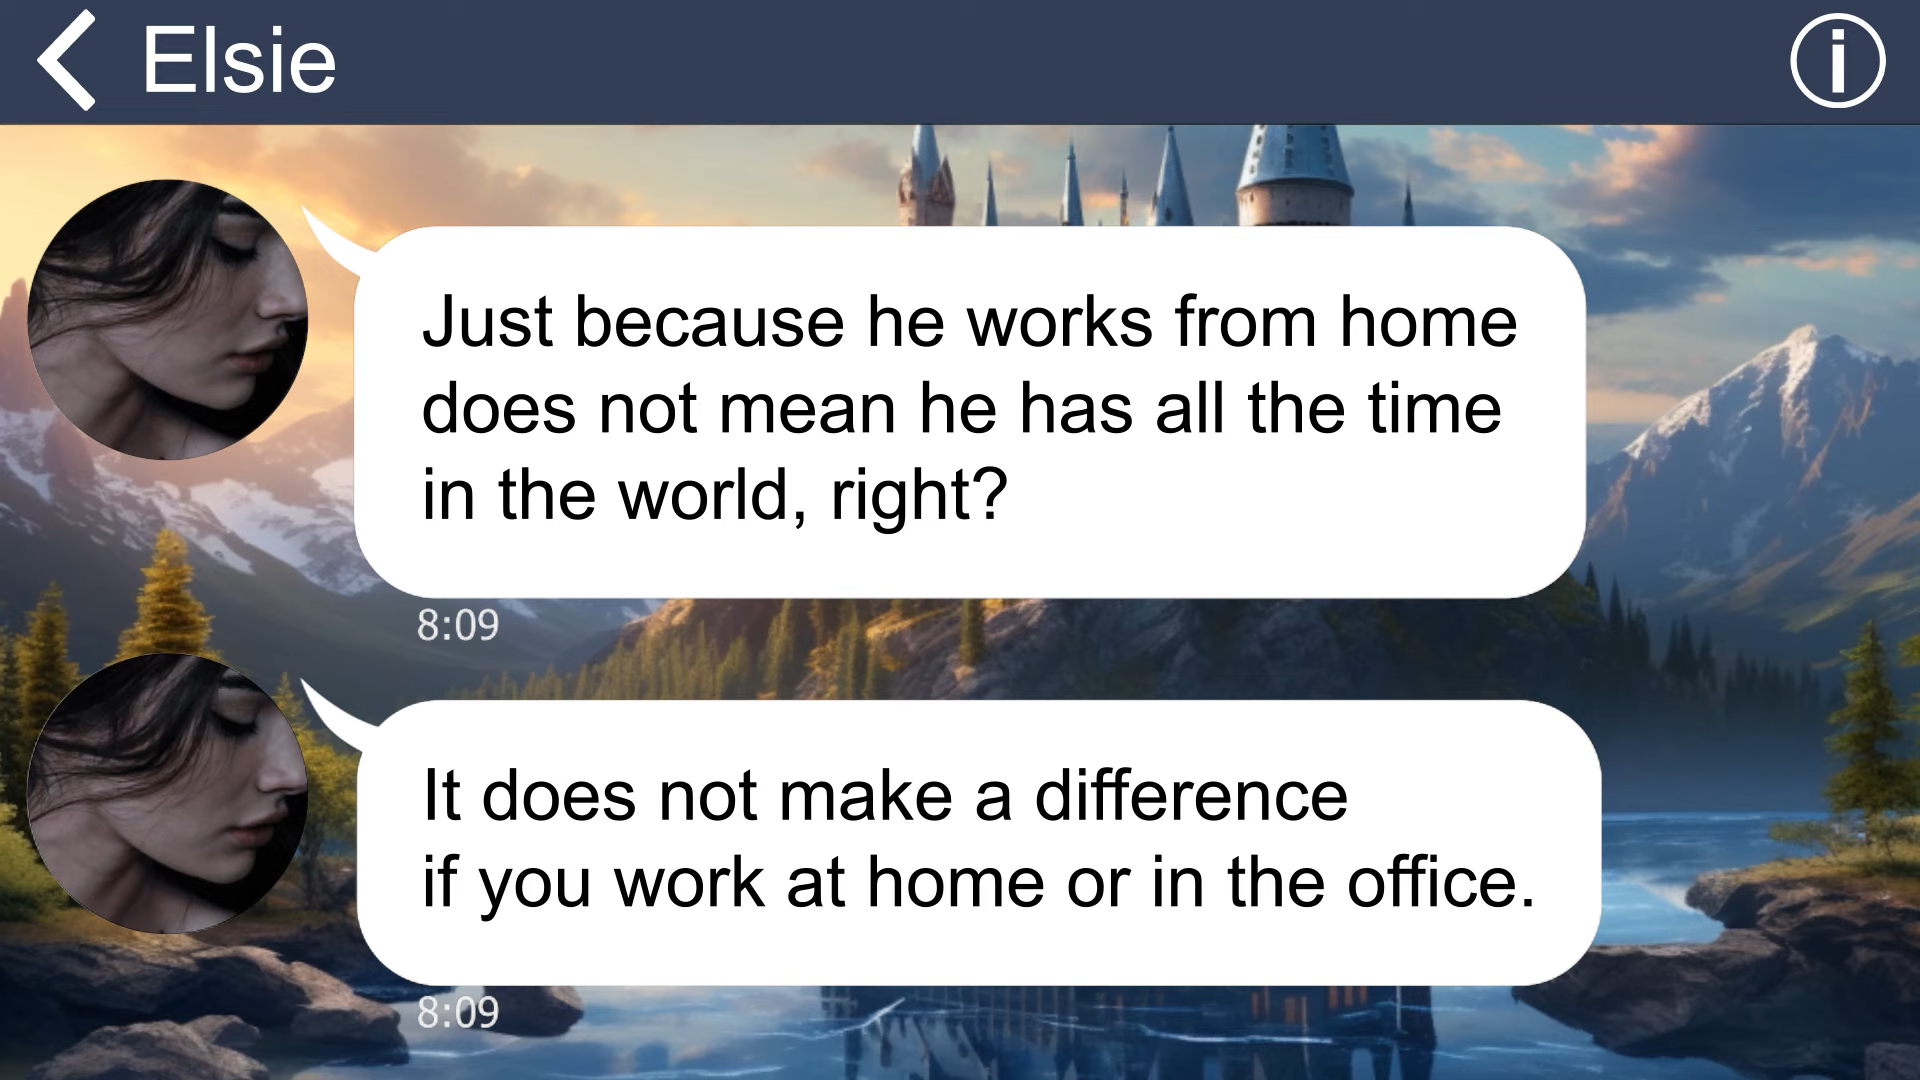 Elsie
Just because he works from home
does not mean he has all the time
in the world, right?
8:09
It does not make a difference
if you work at home or in the office.
8:09